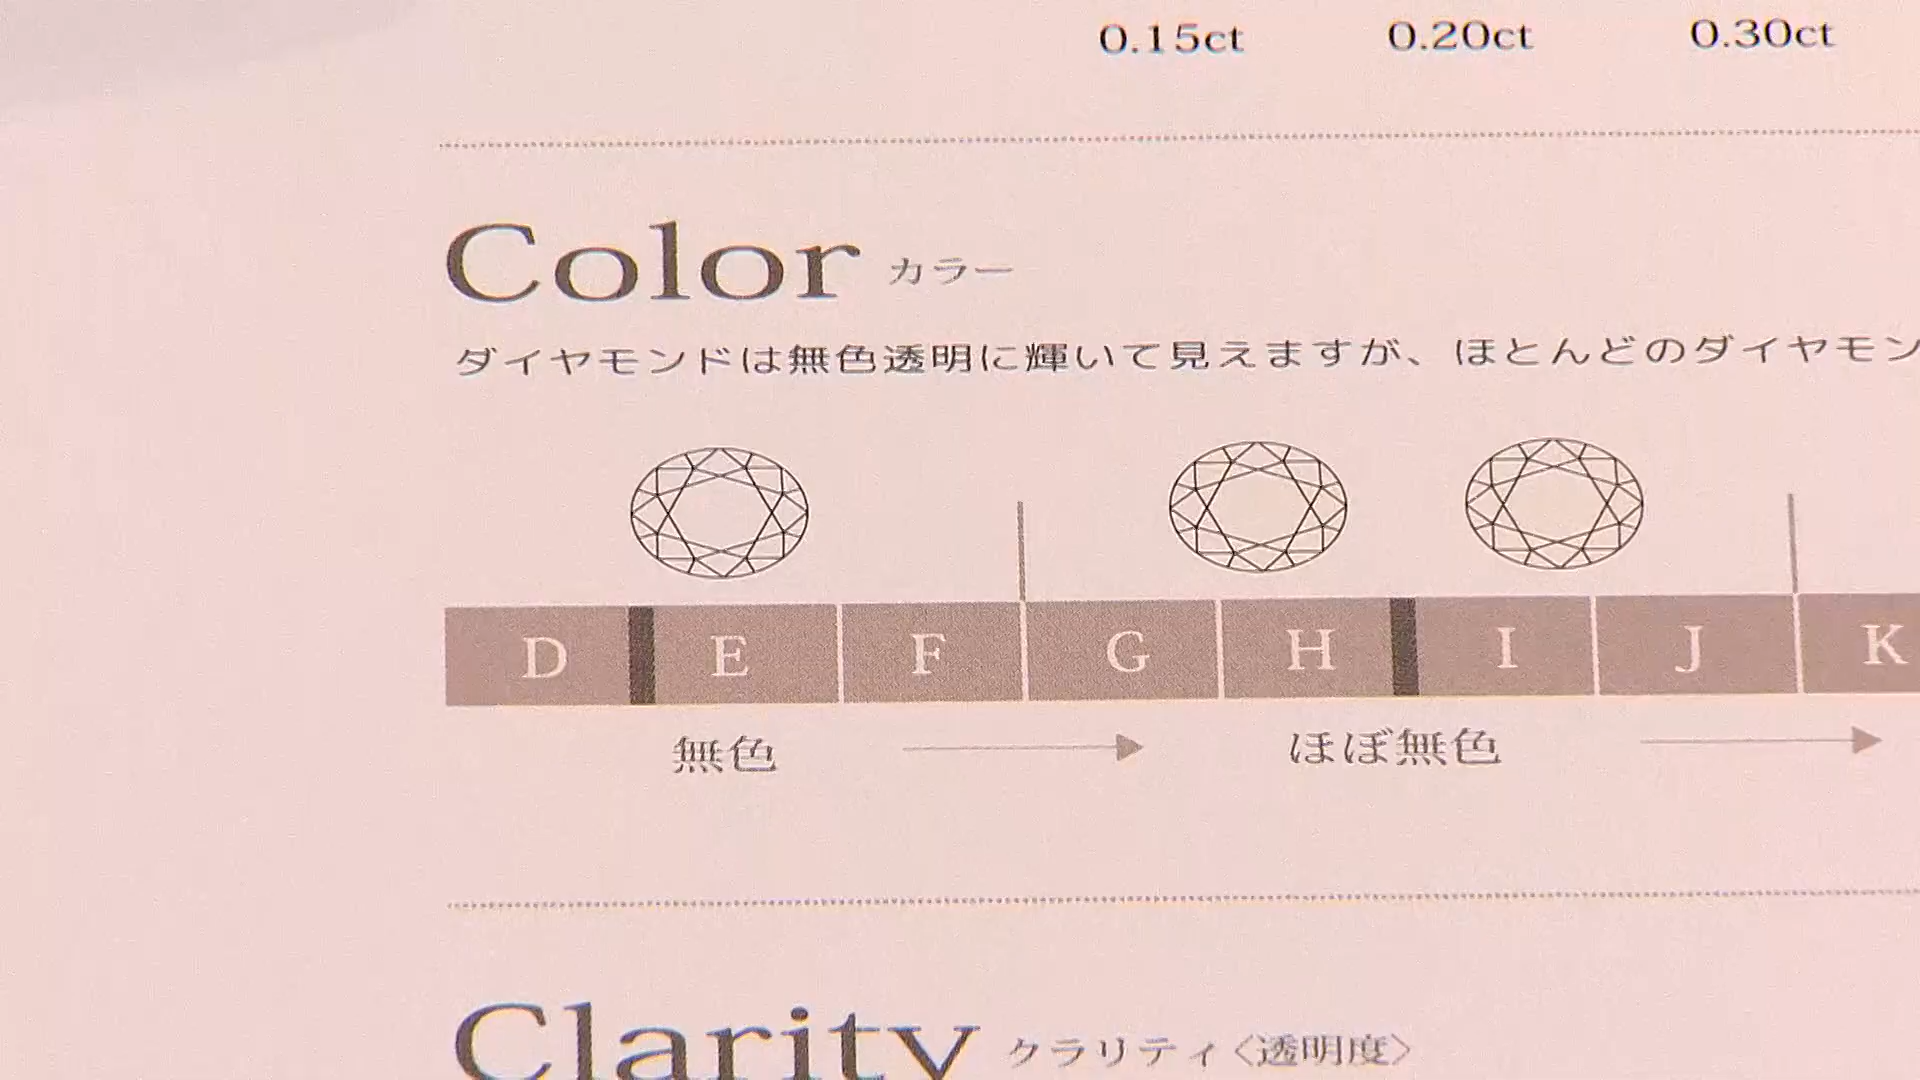 0.15ct 0.20ct 0.30ct
Color カラー
ダイヤモンドは無色透明に輝いて見えますが、ほとんどのダイヤモン
D E F G H I J K
無色 ほぼ無色
Clarity クラリティ〈透明度〉